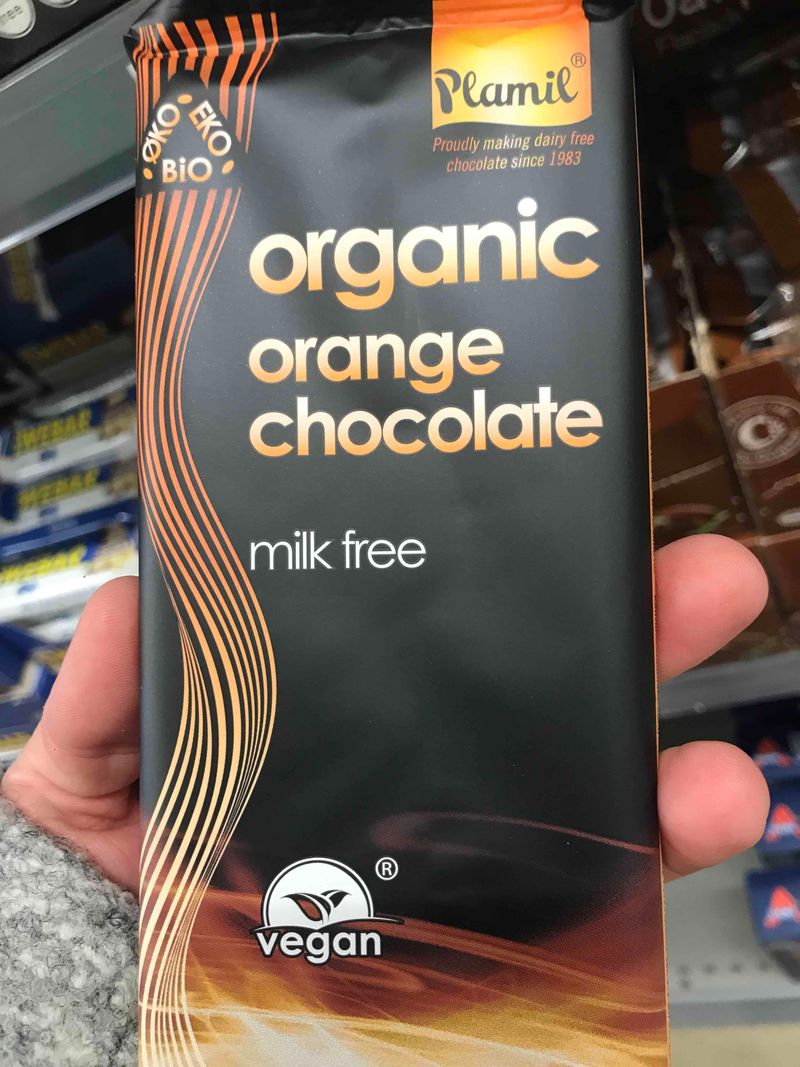 ØKO • EKO •
BiO •
Plamil®
Proudly making dairy free
chocolate since 1983
organic
orange
chocolate
milk free
®
vegan